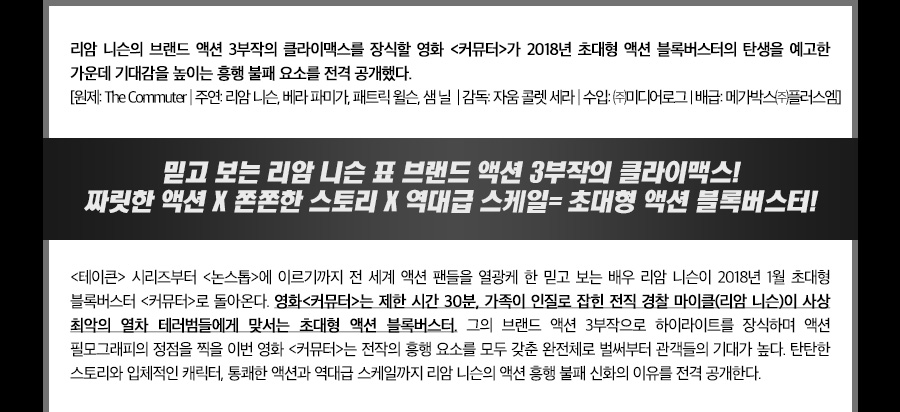 리암 니슨의 브랜드 액션 3부작의 클라이맥스를 장식할 영화 <커뮤터>가 2018년 초대형 액션 블록버스터의 탄생을 예고한
가운데 기대감을 높이는 흥행 불패 요소를 전격 공개했다.
[원제: The Commuter | 주연: 리암 니슨, 베라 파미가, 패트릭 윌슨, 샘 닐 | 감독: 자움 콜렛 세라 | 수입: ㈜미디어로그 | 배급: 메가박스㈜플러스엠]
믿고 보는 리암 니슨 표 브랜드 액션 3부작의 클라이맥스!
짜릿한 액션 X 쫀쫀한 스토리 X 역대급 스케일= 초대형 액션 블록버스터!
<테이큰> 시리즈부터 <논스톱>에 이르기까지 전 세계 액션 팬들을 열광케 한 믿고 보는 배우 리암 니슨이 2018년 1월 초대형
블록버스터 <커뮤터>로 돌아온다. 영화<커뮤터>는 제한 시간 30분, 가족이 인질로 잡힌 전직 경찰 마이클(리암 니슨)이 사상
최악의 열차 테러범들에게 맞서는 초대형 액션 블록버스터. 그의 브랜드 액션 3부작으로 하이라이트를 장식하며 액션
필모그래피의 정점을 찍을 이번 영화 <커뮤터>는 전작의 흥행 요소를 모두 갖춘 완전체로 벌써부터 관객들의 기대가 높다. 탄탄한
스토리와 입체적인 캐릭터, 통쾌한 액션과 역대급 스케일까지 리암 니슨의 액션 흥행 불패 신화의 이유를 전격 공개한다.